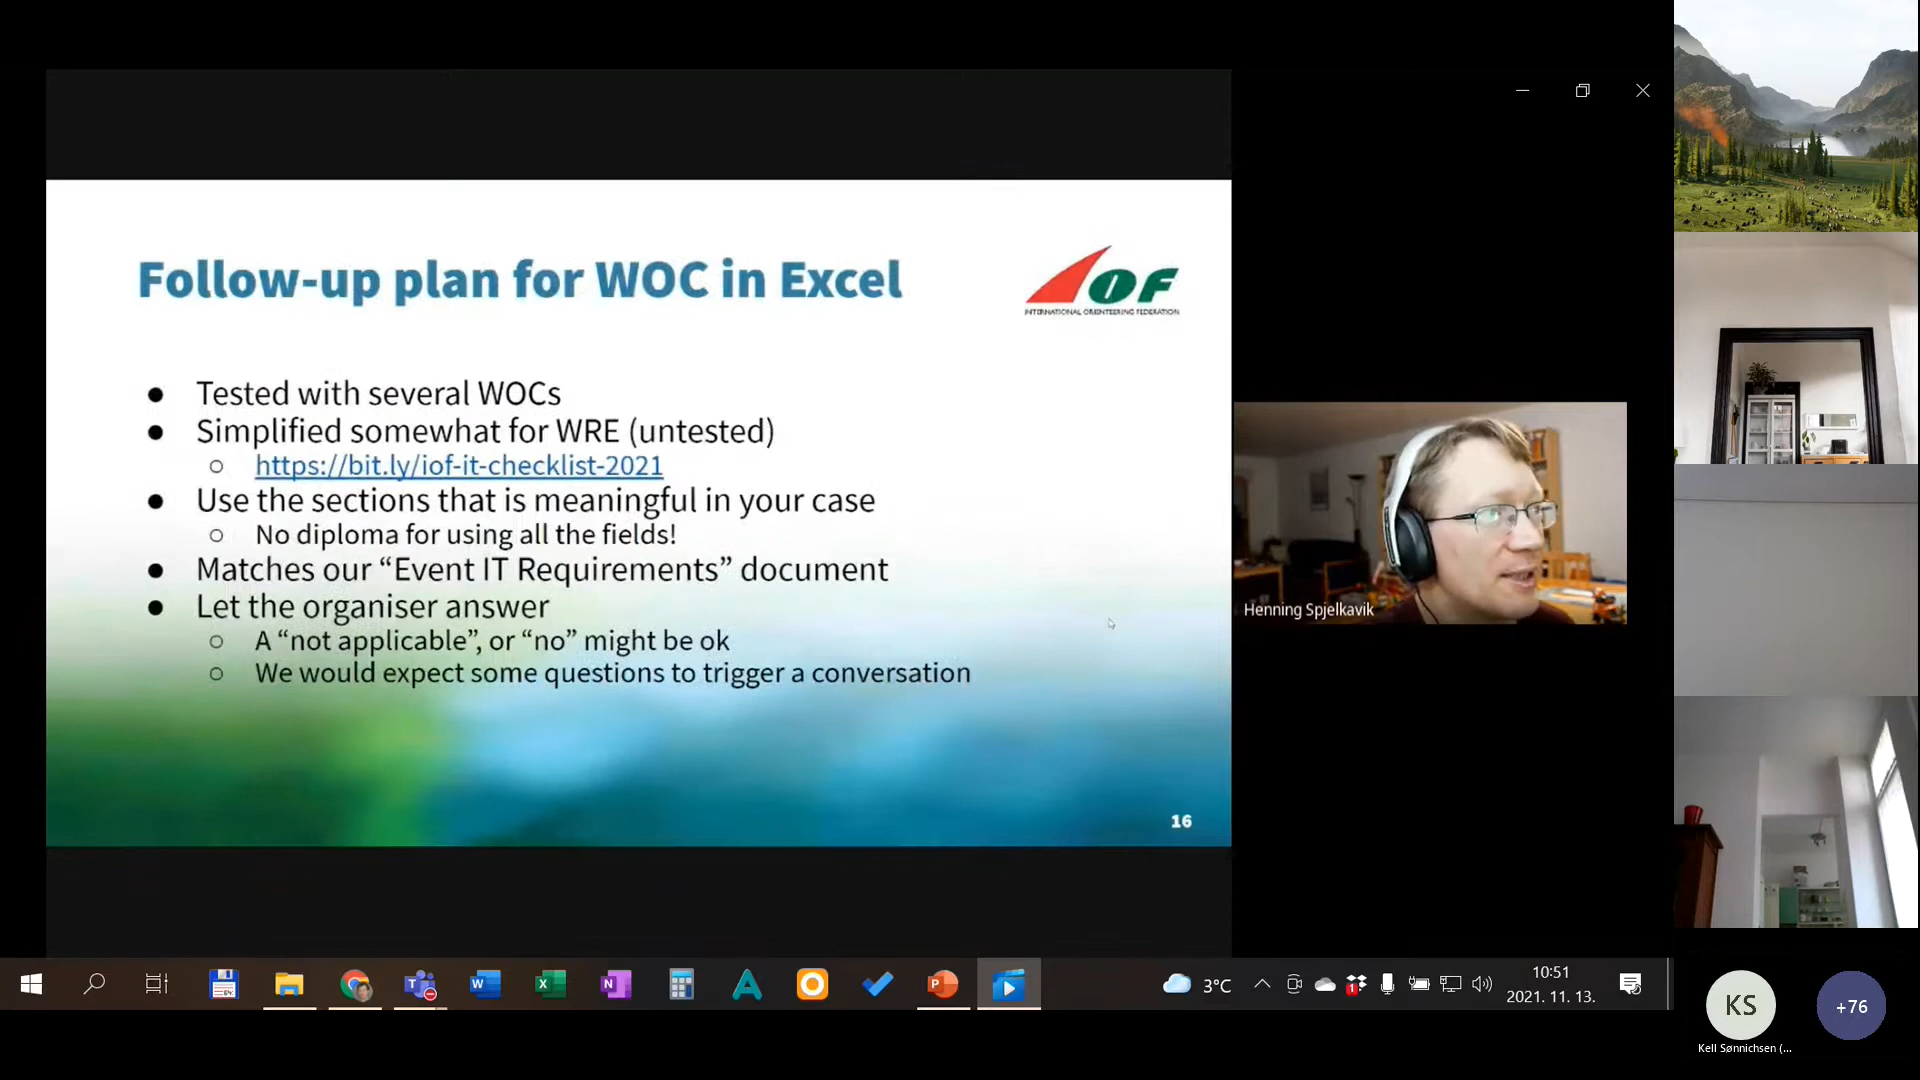 Follow-up plan for WOC in Excel
IOF
INTERNATIONAL ORIENTEERING FEDERATION
● Tested with several WOCs
● Simplified somewhat for WRE (untested)
○ https://bit.ly/iof-it-checklist-2021
● Use the sections that is meaningful in your case
○ No diploma for using all the fields!
● Matches our “Event IT Requirements” document
● Let the organiser answer
○ A “not applicable”, or “no” might be ok
○ We would expect some questions to trigger a conversation
16
Henning Spjelkavik
3°C
10:51
2021. 11. 13.
KS
+76
Kell Sønnichsen (...